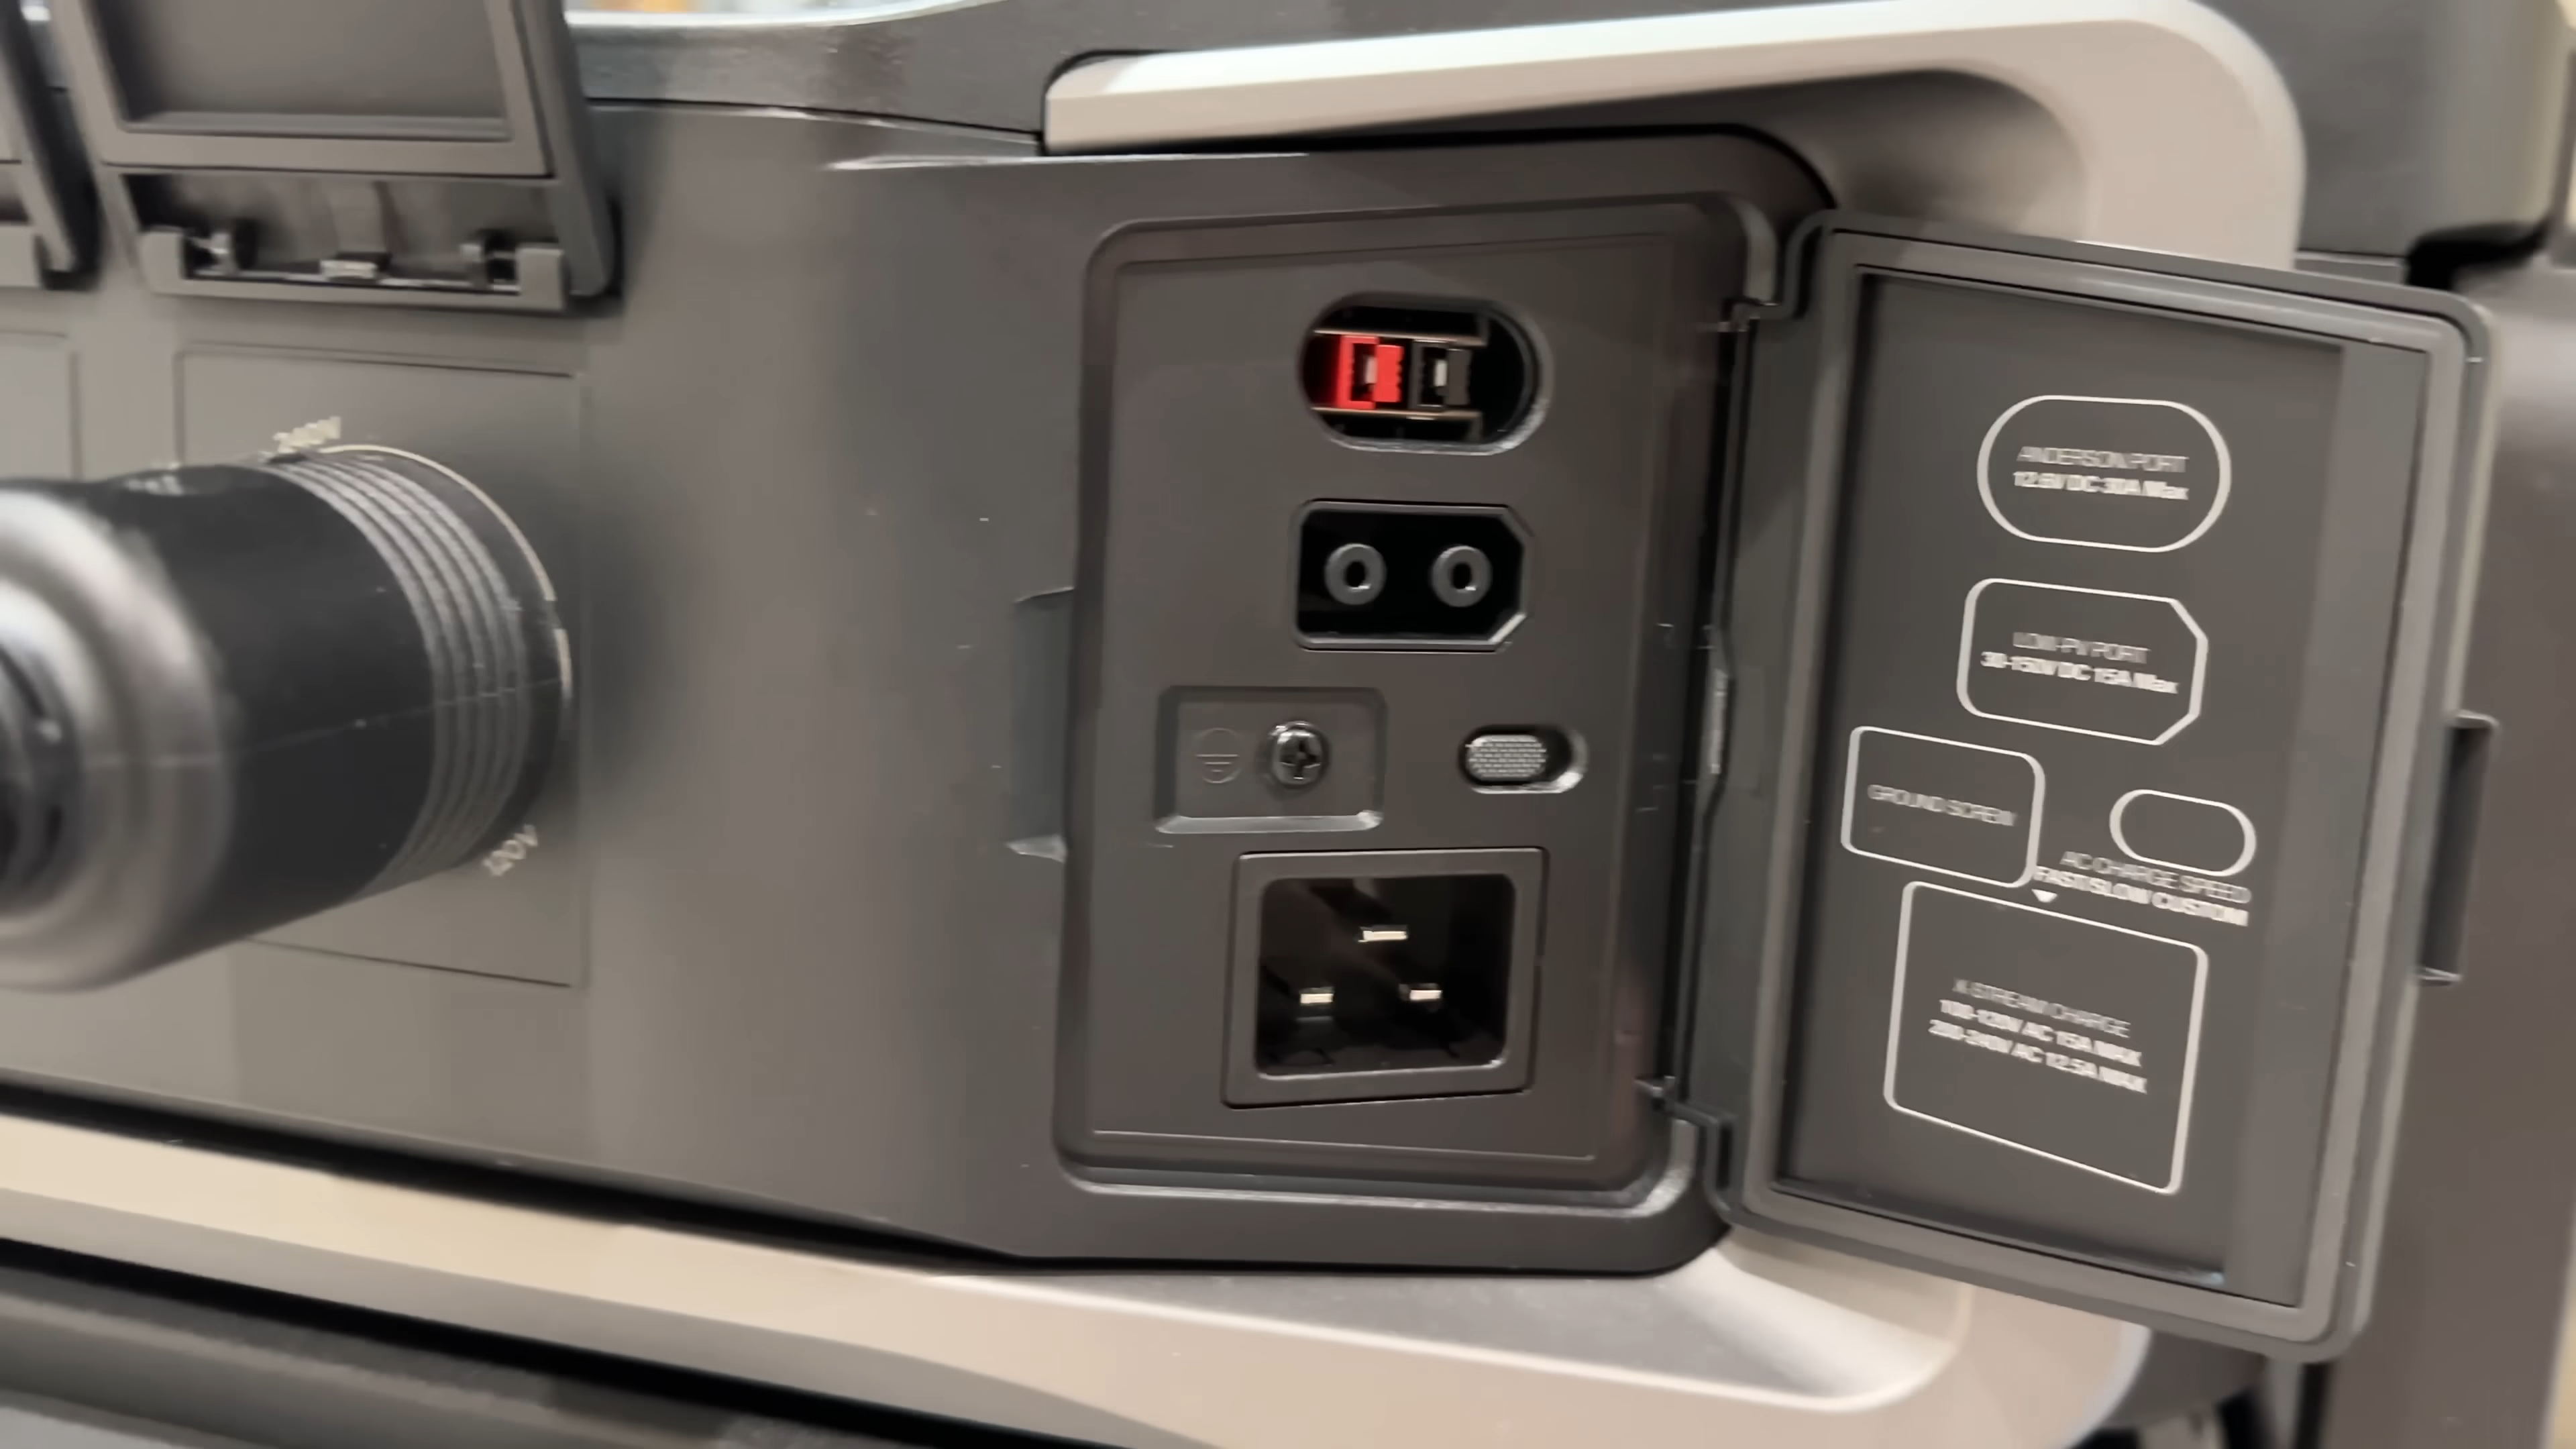 240V
120V
ANDERSON PORT
12.6V DC 30A Max
LOW-PV PORT
30-150V DC 15A Max
GROUND SCREW
AC CHARGE SPEED
FAST/SLOW CUSTOM
X-STREAM CHARGE
100-120V AC 15A MAX
200-240V AC 12.5A MAX